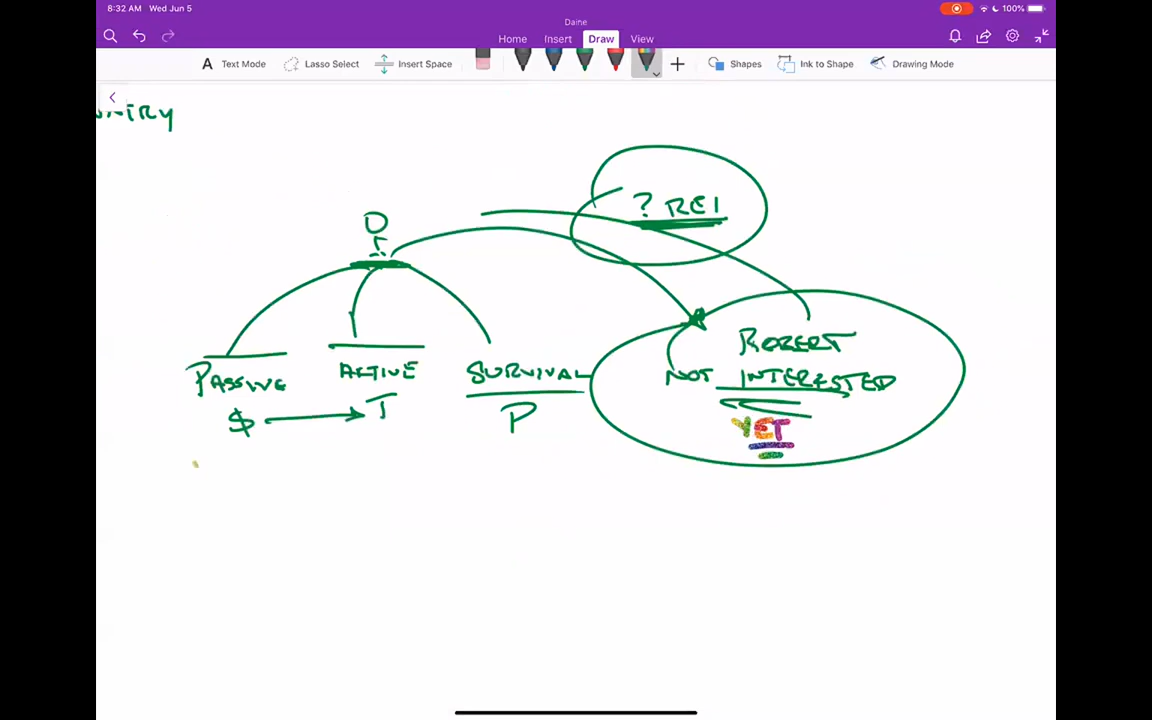 8:32 AM Wed Jun 5
100%
Daine
Home Insert Draw View
Text Mode Lasso Select Insert Space Shapes Ink to Shape Drawing Mode
? REI
D
ROBERT
NOT INTERESTED
YET
PASSIVE ACTIVE SURVIVAL
$ T P